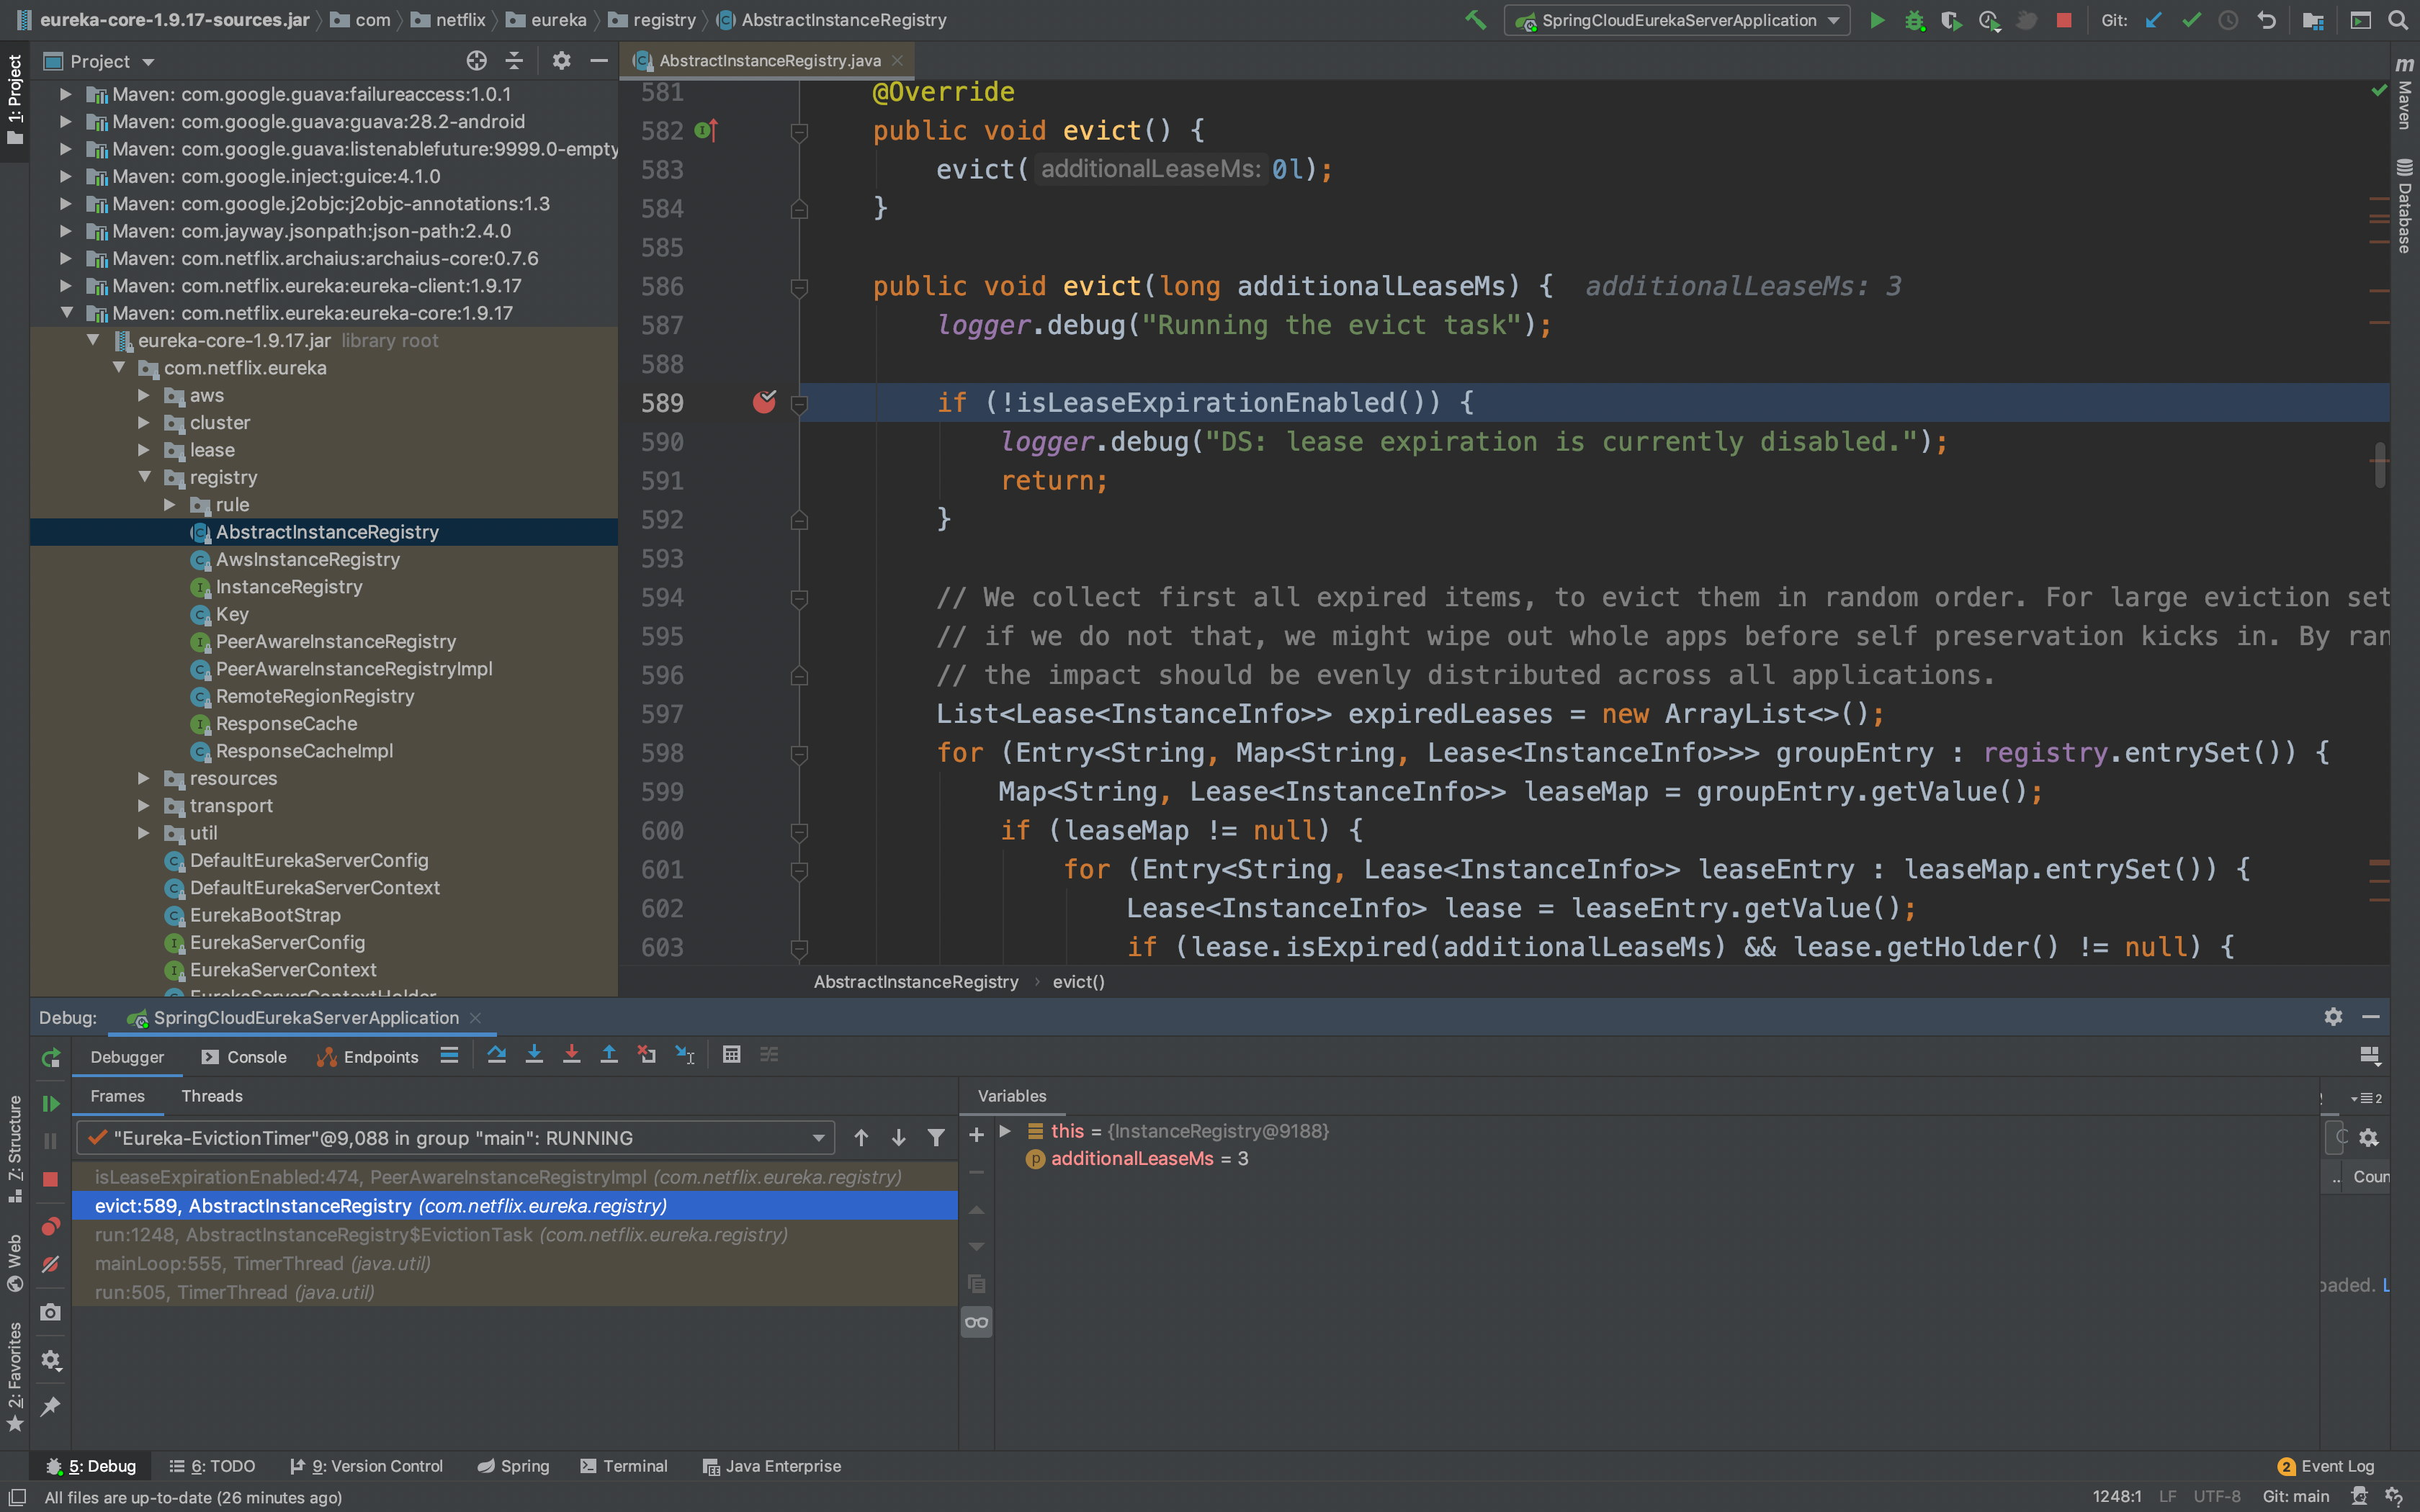 eureka-core-1.9.17-sources.jar com netflix eureka registry AbstractInstanceRegistry SpringCloudEurekaServerApplication Git:
1: Project
Project
Maven: com.google.guava:failureaccess:1.0.1
Maven: com.google.guava:guava:28.2-android
Maven: com.google.guava:listenablefuture:9999.0-empty
Maven: com.google.inject:guice:4.1.0
Maven: com.google.j2objc:j2objc-annotations:1.3
Maven: com.jayway.jsonpath:json-path:2.4.0
Maven: com.netflix.archaius:archaius-core:0.7.6
Maven: com.netflix.eureka:eureka-client:1.9.17
Maven: com.netflix.eureka:eureka-core:1.9.17
eureka-core-1.9.17.jar library root
com.netflix.eureka
aws
cluster
lease
registry
rule
AbstractInstanceRegistry
AwsInstanceRegistry
InstanceRegistry
Key
PeerAwareInstanceRegistry
PeerAwareInstanceRegistryImpl
RemoteRegionRegistry
ResponseCache
ResponseCacheImpl
resources
transport
util
DefaultEurekaServerConfig
DefaultEurekaServerContext
EurekaBootStrap
EurekaServerConfig
EurekaServerContext
EurekaServerContextHolder
AbstractInstanceRegistry.java
581 @Override
582 public void evict() {
583 evict( additionalLeaseMs: 0l);
584 }
585
586 public void evict(long additionalLeaseMs) { additionalLeaseMs: 3
587 logger.debug("Running the evict task");
588
589 if (!isLeaseExpirationEnabled()) {
590 logger.debug("DS: lease expiration is currently disabled.");
591 return;
592 }
593
594 // We collect first all expired items, to evict them in random order. For large eviction set
595 // if we do not that, we might wipe out whole apps before self preservation kicks in. By ran
596 // the impact should be evenly distributed across all applications.
597 List<Lease<InstanceInfo>> expiredLeases = new ArrayList<>();
598 for (Entry<String, Map<String, Lease<InstanceInfo>>> groupEntry : registry.entrySet()) {
599 Map<String, Lease<InstanceInfo>> leaseMap = groupEntry.getValue();
600 if (leaseMap != null) {
601 for (Entry<String, Lease<InstanceInfo>> leaseEntry : leaseMap.entrySet()) {
602 Lease<InstanceInfo> lease = leaseEntry.getValue();
603 if (lease.isExpired(additionalLeaseMs) && lease.getHolder() != null) {
AbstractInstanceRegistry evict()
m Maven
Database
Debug: SpringCloudEurekaServerApplication
Debugger Console Endpoints
Frames Threads
"Eureka-EvictionTimer"@9,088 in group "main": RUNNING
isLeaseExpirationEnabled:474, PeerAwareInstanceRegistryImpl (com.netflix.eureka.registry)
evict:589, AbstractInstanceRegistry (com.netflix.eureka.registry)
run:1248, AbstractInstanceRegistry$EvictionTask (com.netflix.eureka.registry)
mainLoop:555, TimerThread (java.util)
run:505, TimerThread (java.util)
Variables
this = {InstanceRegistry@9188}
additionalLeaseMs = 3
2
.. Coun
oaded. L
Z: Structure
Web
2: Favorites
5: Debug 6: TODO 9: Version Control Spring Terminal Java Enterprise 2 Event Log
All files are up-to-date (26 minutes ago) 1248:1 LF UTF-8 Git: main